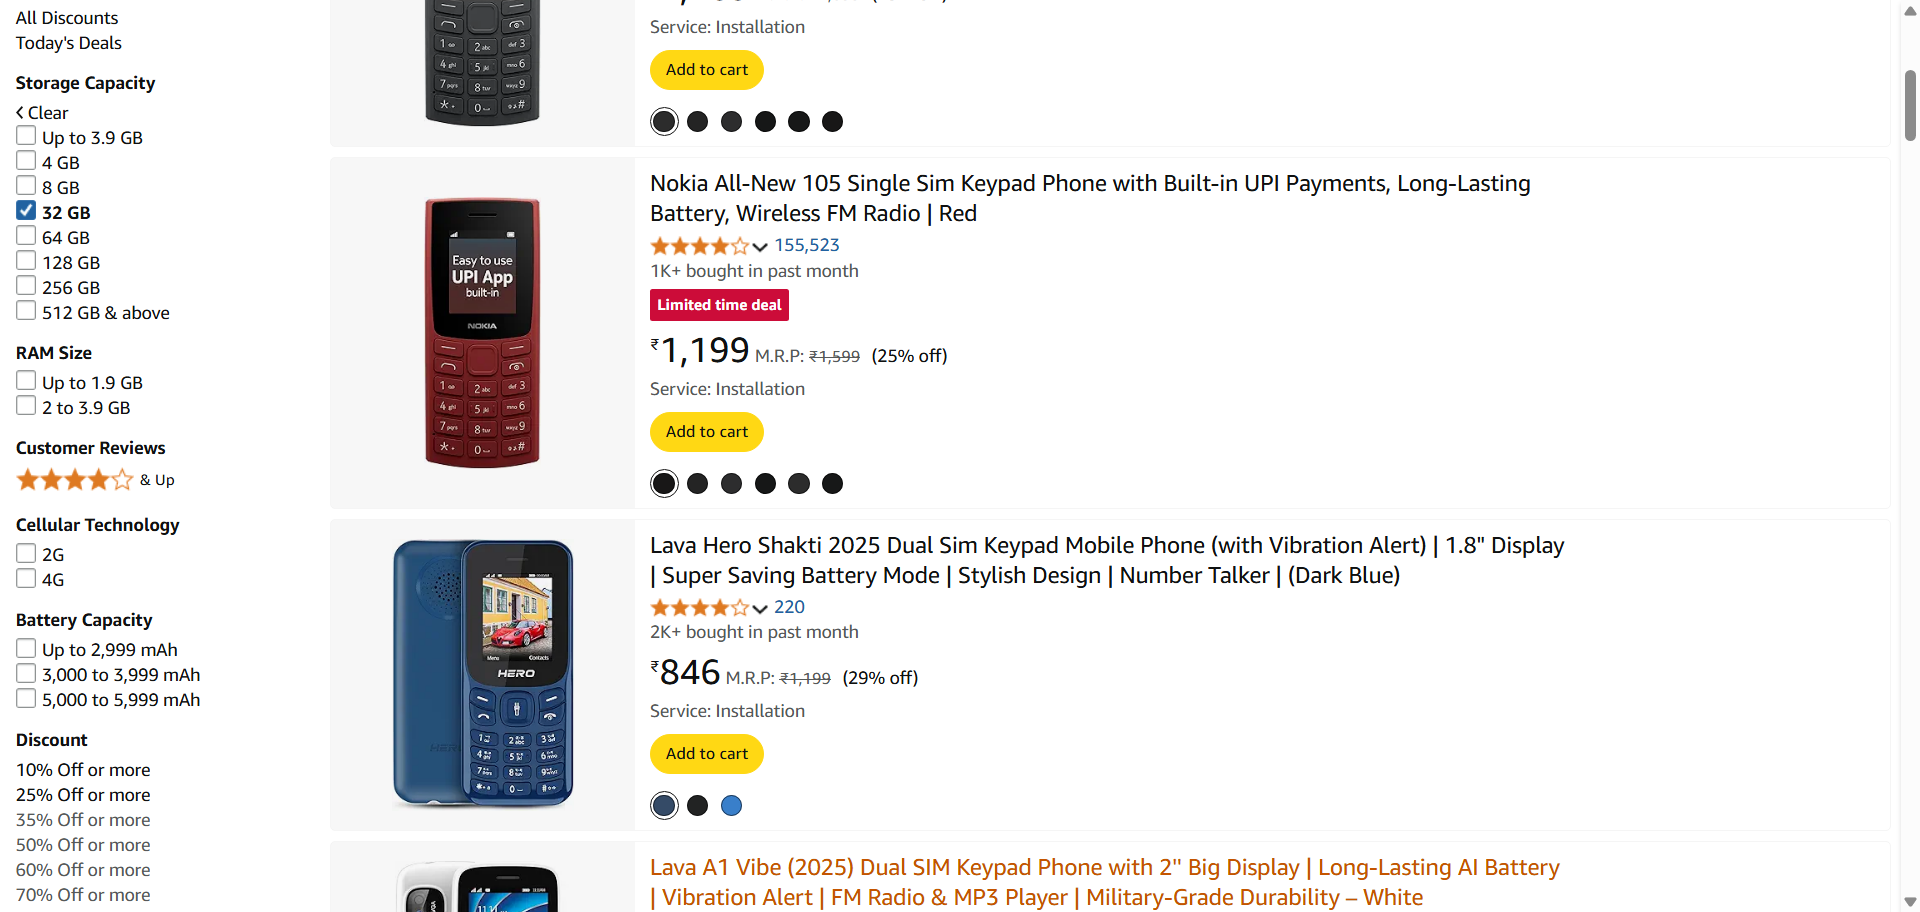 All Discounts
Today's Deals
Storage Capacity
Clear
Up to 3.9 GB
4 GB
8 GB
32 GB
64 GB
128 GB
256 GB
512 GB & above
RAM Size
Up to 1.9 GB
2 to 3.9 GB
Customer Reviews
& Up
Cellular Technology
2G
4G
Battery Capacity
Up to 2,999 mAh
3,000 to 3,999 mAh
5,000 to 5,999 mAh
Discount
10% Off or more
25% Off or more
35% Off or more
50% Off or more
60% Off or more
70% Off or more
Service: Installation
Add to cart
Easy to use
UPI App
built-in
NOKIA
Nokia All-New 105 Single Sim Keypad Phone with Built-in UPI Payments, Long-Lasting
Battery, Wireless FM Radio | Red
155,523
1K+ bought in past month
Limited time deal
₹1,199 M.R.P: ₹1,599 (25% off)
Service: Installation
Add to cart
Menu Contacts
HERO
Lava Hero Shakti 2025 Dual Sim Keypad Mobile Phone (with Vibration Alert) | 1.8" Display
| Super Saving Battery Mode | Stylish Design | Number Talker | (Dark Blue)
220
2K+ bought in past month
₹846 M.R.P: ₹1,199 (29% off)
Service: Installation
Add to cart
Lava A1 Vibe (2025) Dual SIM Keypad Phone with 2" Big Display | Long-Lasting AI Battery
| Vibration Alert | FM Radio & MP3 Player | Military-Grade Durability – White